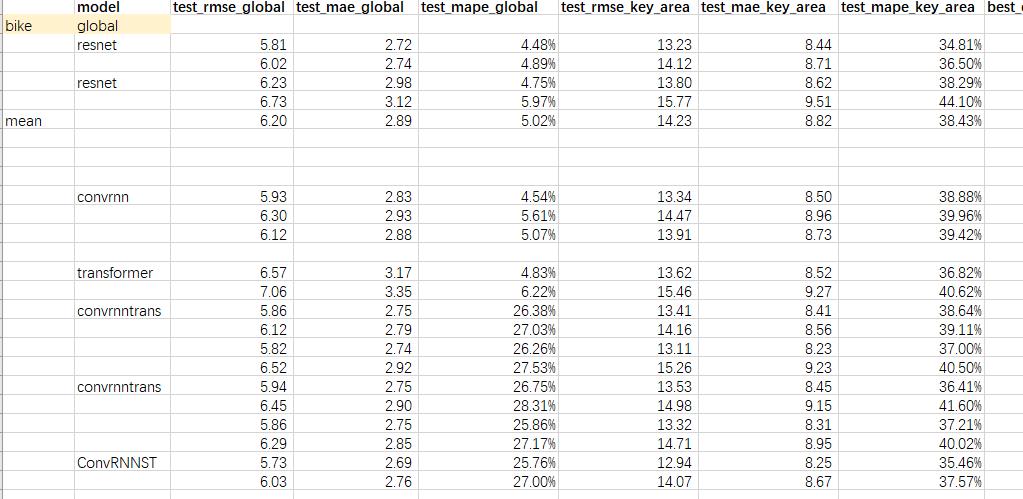 model test_rmse_global test_mae_global test_mape_global test_rmse_key_area test_mae_key_area test_mape_key_area best_
bike global
resnet 5.81 2.72 4.48% 13.23 8.44 34.81%
6.02 2.74 4.89% 14.12 8.71 36.50%
resnet 6.23 2.98 4.75% 13.80 8.62 38.29%
6.73 3.12 5.97% 15.77 9.51 44.10%
mean 6.20 2.89 5.02% 14.23 8.82 38.43%
convrnn 5.93 2.83 4.54% 13.34 8.50 38.88%
6.30 2.93 5.61% 14.47 8.96 39.96%
6.12 2.88 5.07% 13.91 8.73 39.42%
transformer 6.57 3.17 4.83% 13.62 8.52 36.82%
7.06 3.35 6.22% 15.46 9.27 40.62%
convrnntrans 5.86 2.75 26.38% 13.41 8.41 38.64%
6.12 2.79 27.03% 14.16 8.56 39.11%
5.82 2.74 26.26% 13.11 8.23 37.00%
6.52 2.92 27.53% 15.26 9.23 40.50%
convrnntrans 5.94 2.75 26.75% 13.53 8.45 36.41%
6.45 2.90 28.31% 14.98 9.15 41.60%
5.86 2.75 25.86% 13.32 8.31 37.21%
6.29 2.85 27.17% 14.71 8.95 40.02%
ConvRNNST 5.73 2.69 25.76% 12.94 8.25 35.46%
6.03 2.76 27.00% 14.07 8.67 37.57%